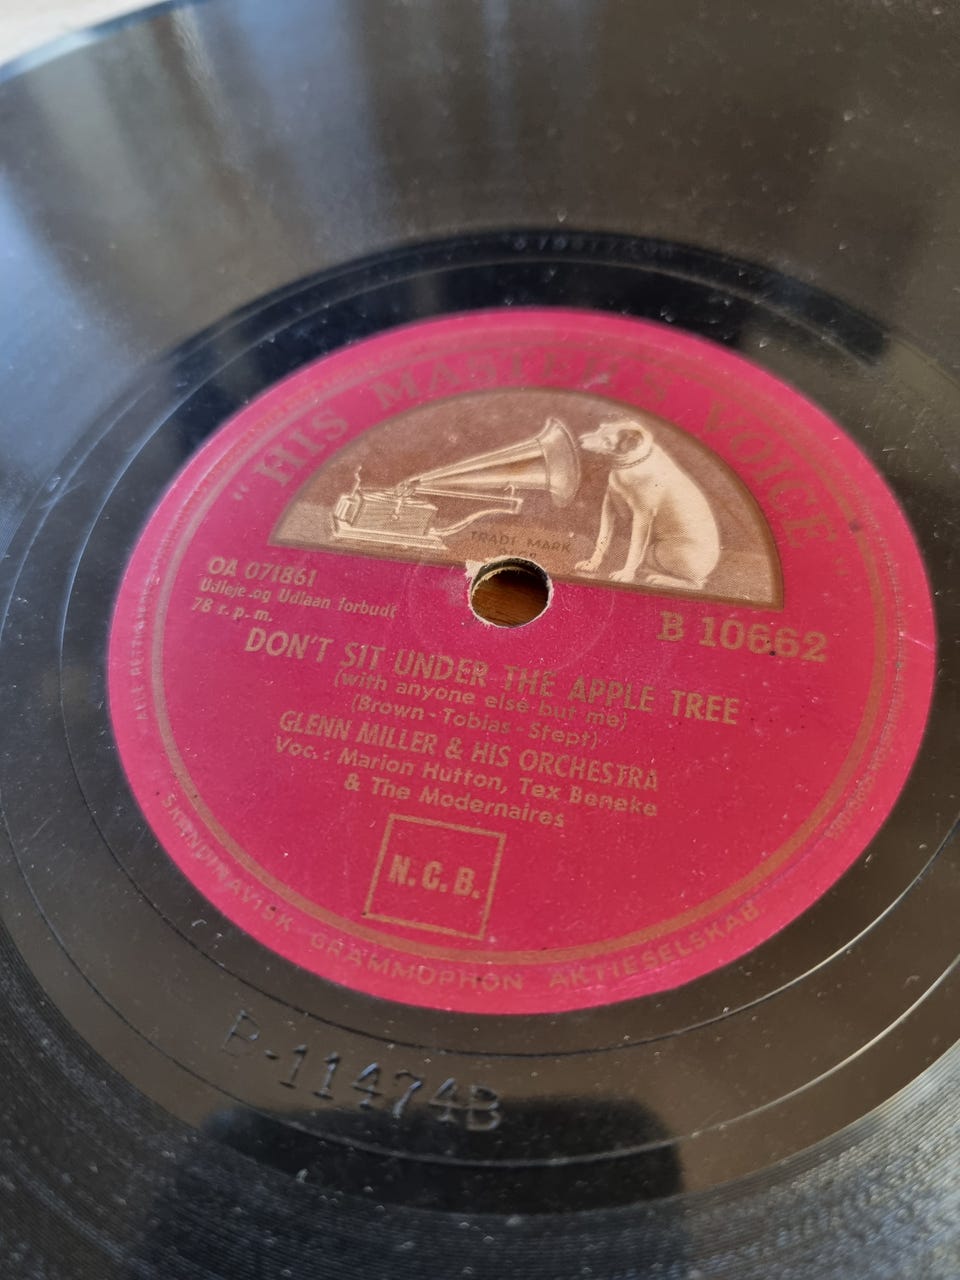 "HIS MASTER'S VOICE"
TRADE MARK
OA 071861
Udleje og Udlaan forbudt
78 r.p.m.
B 10662
DON'T SIT UNDER THE APPLE TREE
(with anyone else but me)
(Brown - Tobias - Stept)
GLENN MILLER & HIS ORCHESTRA
Voc.: Marion Hutton, Tex Beneke
& The Modernaires
N.C.B.
SKANDINAVISK GRAMMOPHON AKTIESELSKAB
B-11474B